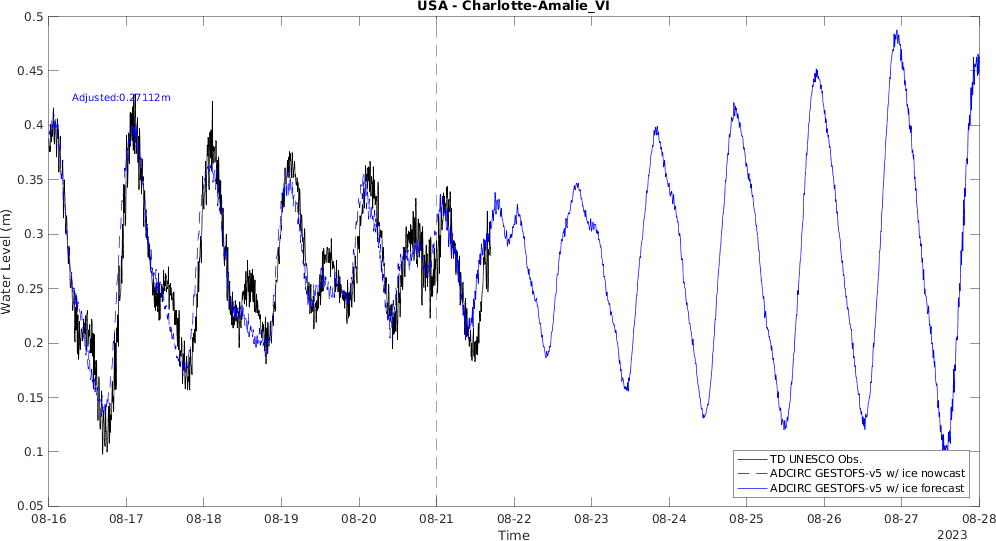 USA - Charlotte-Amalie_VI
0.5
0.45
Adjusted:0.27112m
0.4
0.35
0.3
Water Level (m)
0.25
0.2
0.15
0.1
0.05
TD UNESCO Obs.
ADCIRC GESTOFS-v5 w/ ice nowcast
ADCIRC GESTOFS-v5 w/ ice forecast
08-16 08-17 08-18 08-19 08-20 08-21 08-22 08-23 08-24 08-25 08-26 08-27 08-28
Time
2023